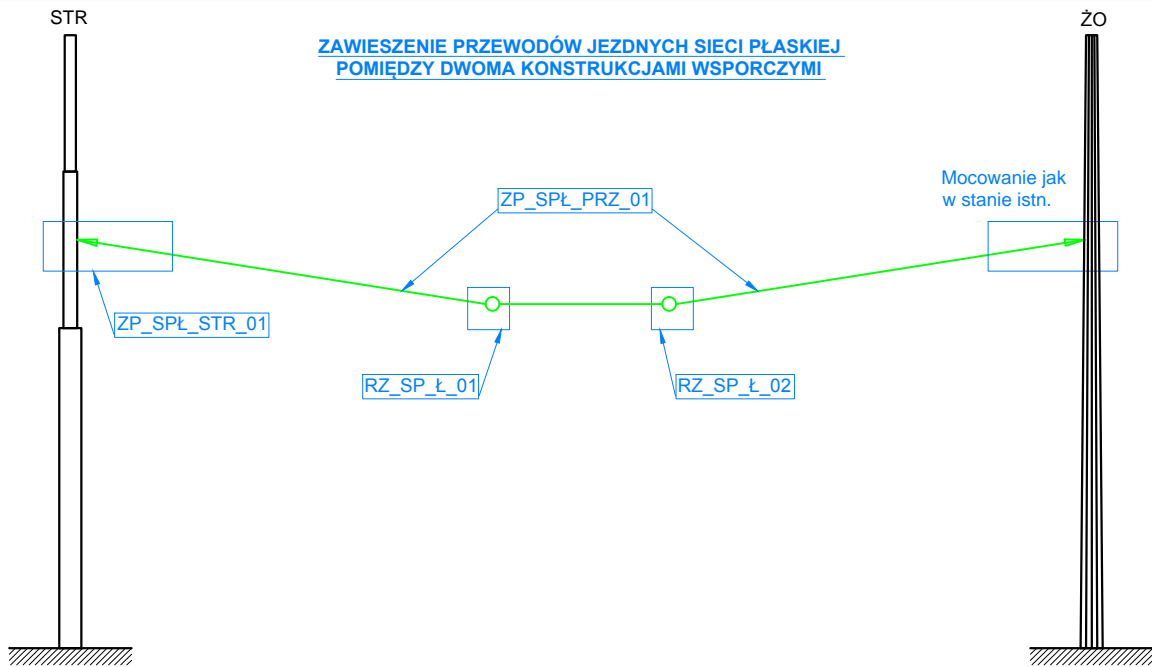 STR
ŻO
ZAWIESZENIE PRZEWODÓW JEZDNYCH SIECI PŁASKIEJ
POMIĘDZY DWOMA KONSTRUKCJAMI WSPORCZYMI
Mocowanie jak
w stanie istn.
ZP_SPŁ_PRZ_01
ZP_SPŁ_STR_01
RZ_SP_Ł_01
RZ_SP_Ł_02